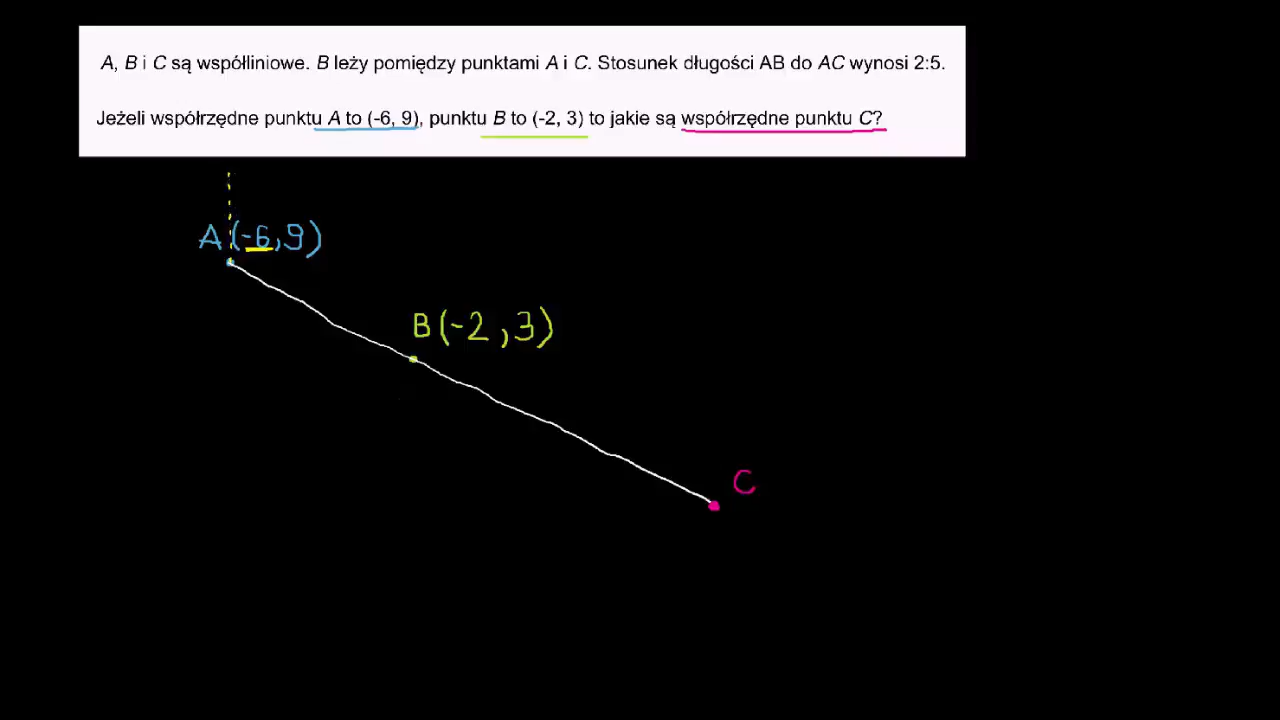 A, B i C są współliniowe. B leży pomiędzy punktami A i C. Stosunek długości AB do AC wynosi 2:5.
Jeżeli współrzędne punktu A to (-6, 9), punktu B to (-2, 3) to jakie są współrzędne punktu C?
A(-6,9)
B(-2,3)
C